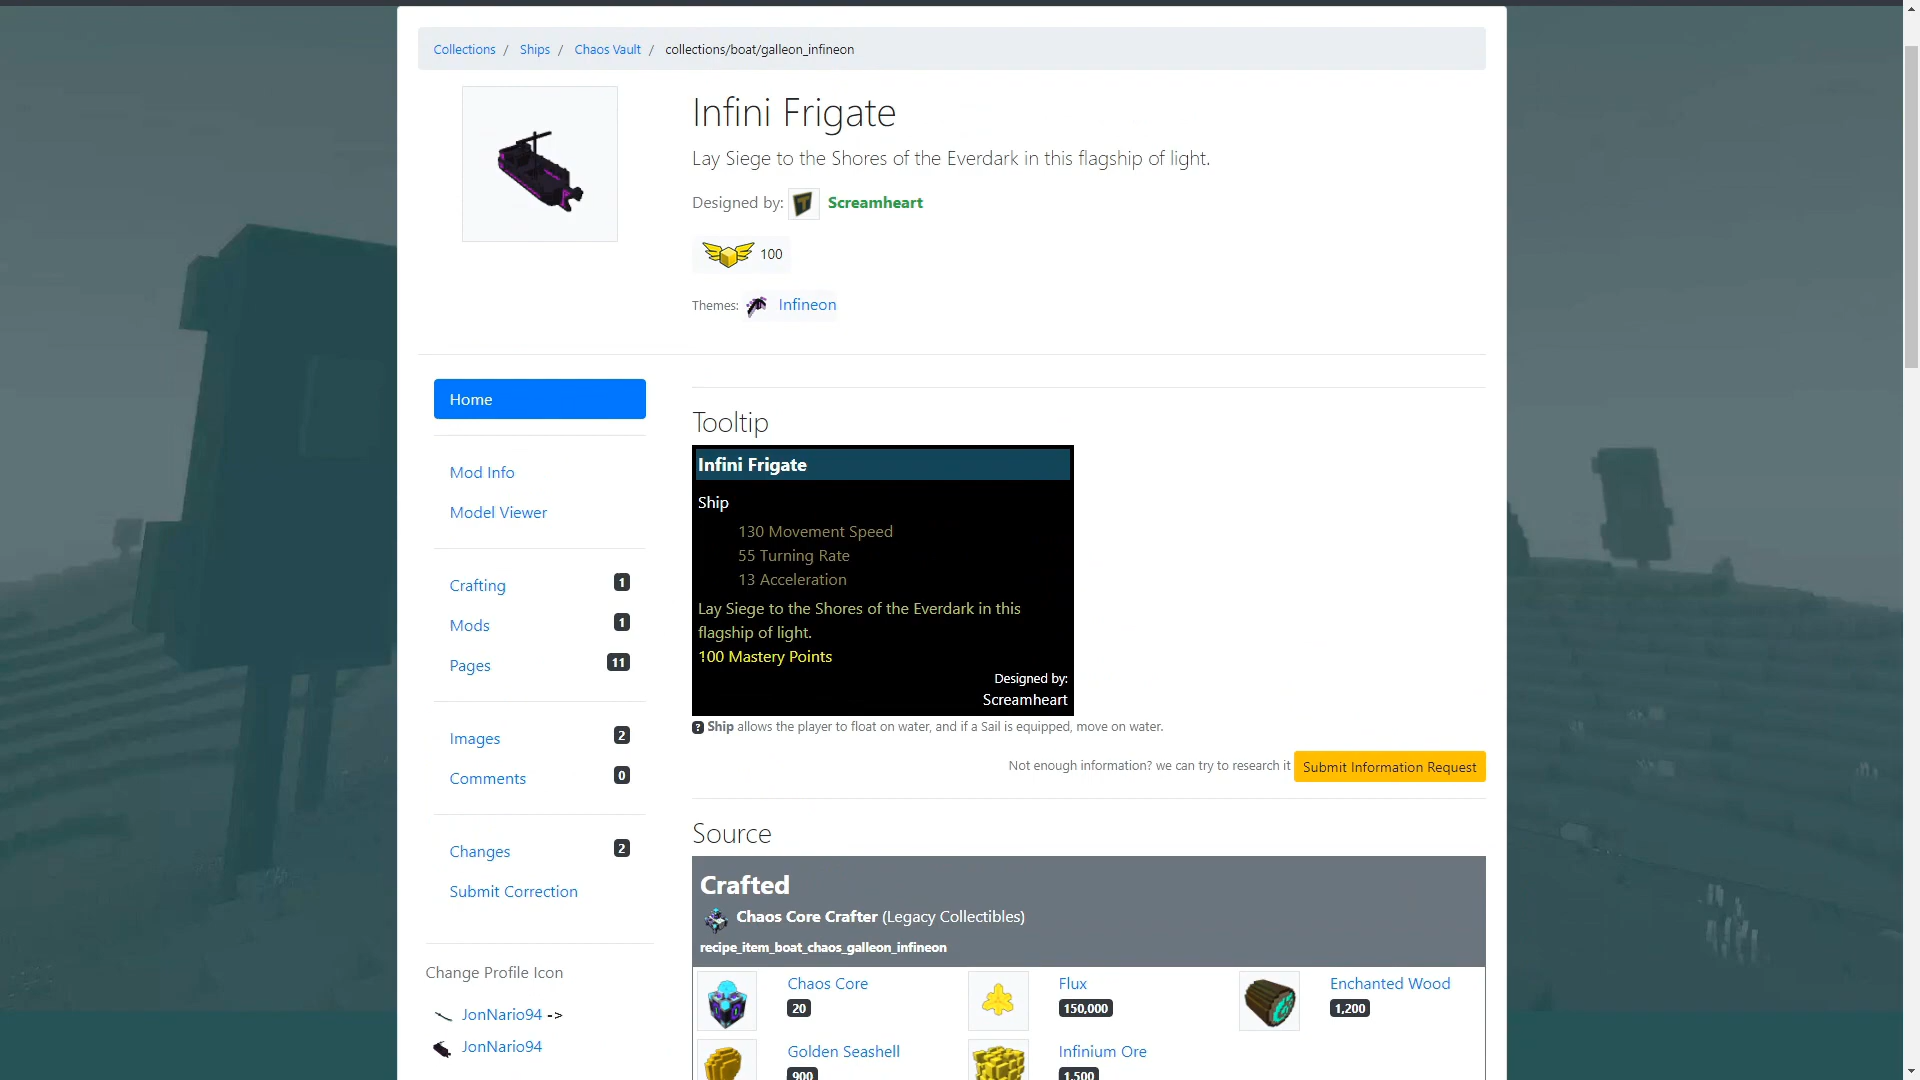 Collections / Ships / Chaos Vault / collections/boat/galleon_infineon
Infini Frigate
Lay Siege to the Shores of the Everdark in this flagship of light.
Designed by: Screamheart
100
Themes: Infineon
Home
Mod Info
Model Viewer
Crafting 1
Mods 1
Pages 11
Images 2
Comments 0
Changes 2
Submit Correction
Change Profile Icon
JonNario94 ->
JonNario94
Tooltip
Infini Frigate
Ship
130 Movement Speed
55 Turning Rate
13 Acceleration
Lay Siege to the Shores of the Everdark in this
flagship of light.
100 Mastery Points
Designed by:
Screamheart
? Ship allows the player to float on water, and if a Sail is equipped, move on water.
Not enough information? we can try to research it Submit Information Request
Source
Crafted
Chaos Core Crafter (Legacy Collectibles)
recipe_item_boat_chaos_galleon_infineon
Chaos Core
20
Flux
150,000
Enchanted Wood
1,200
Golden Seashell
900
Infinium Ore
1,500